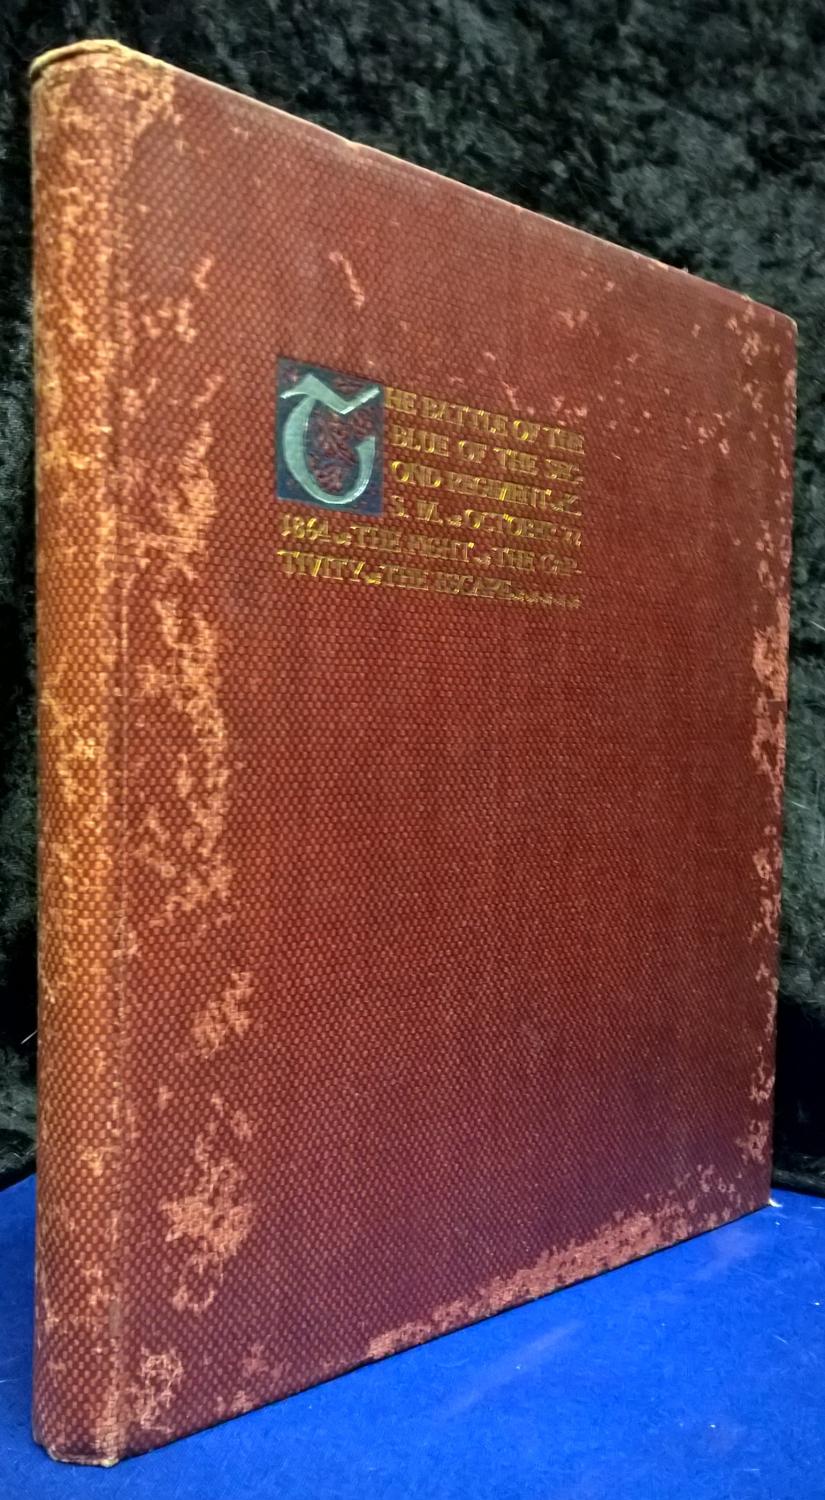 THE BATTLE OF THE
BLUE OF THE SEC-
OND REGIMENT, K.
S. M. OCTOBER 22
1864 THE FIGHT THE CAP-
TIVITY THE ESCAPE